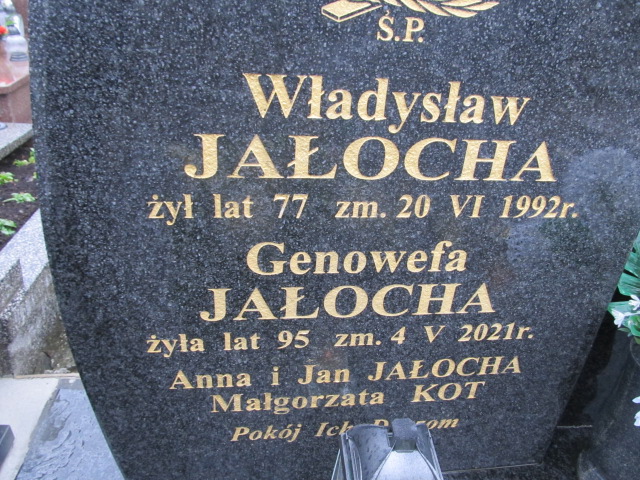 Ś.P.
Władysław
JAŁOCHA
żył lat 77 zm. 20 VI 1992r.
Genowefa
JAŁOCHA
żyła lat 95 zm. 4 V 2021r.
Anna i Jan JAŁOCHA
Małgorzata KOT
Pokój Ich